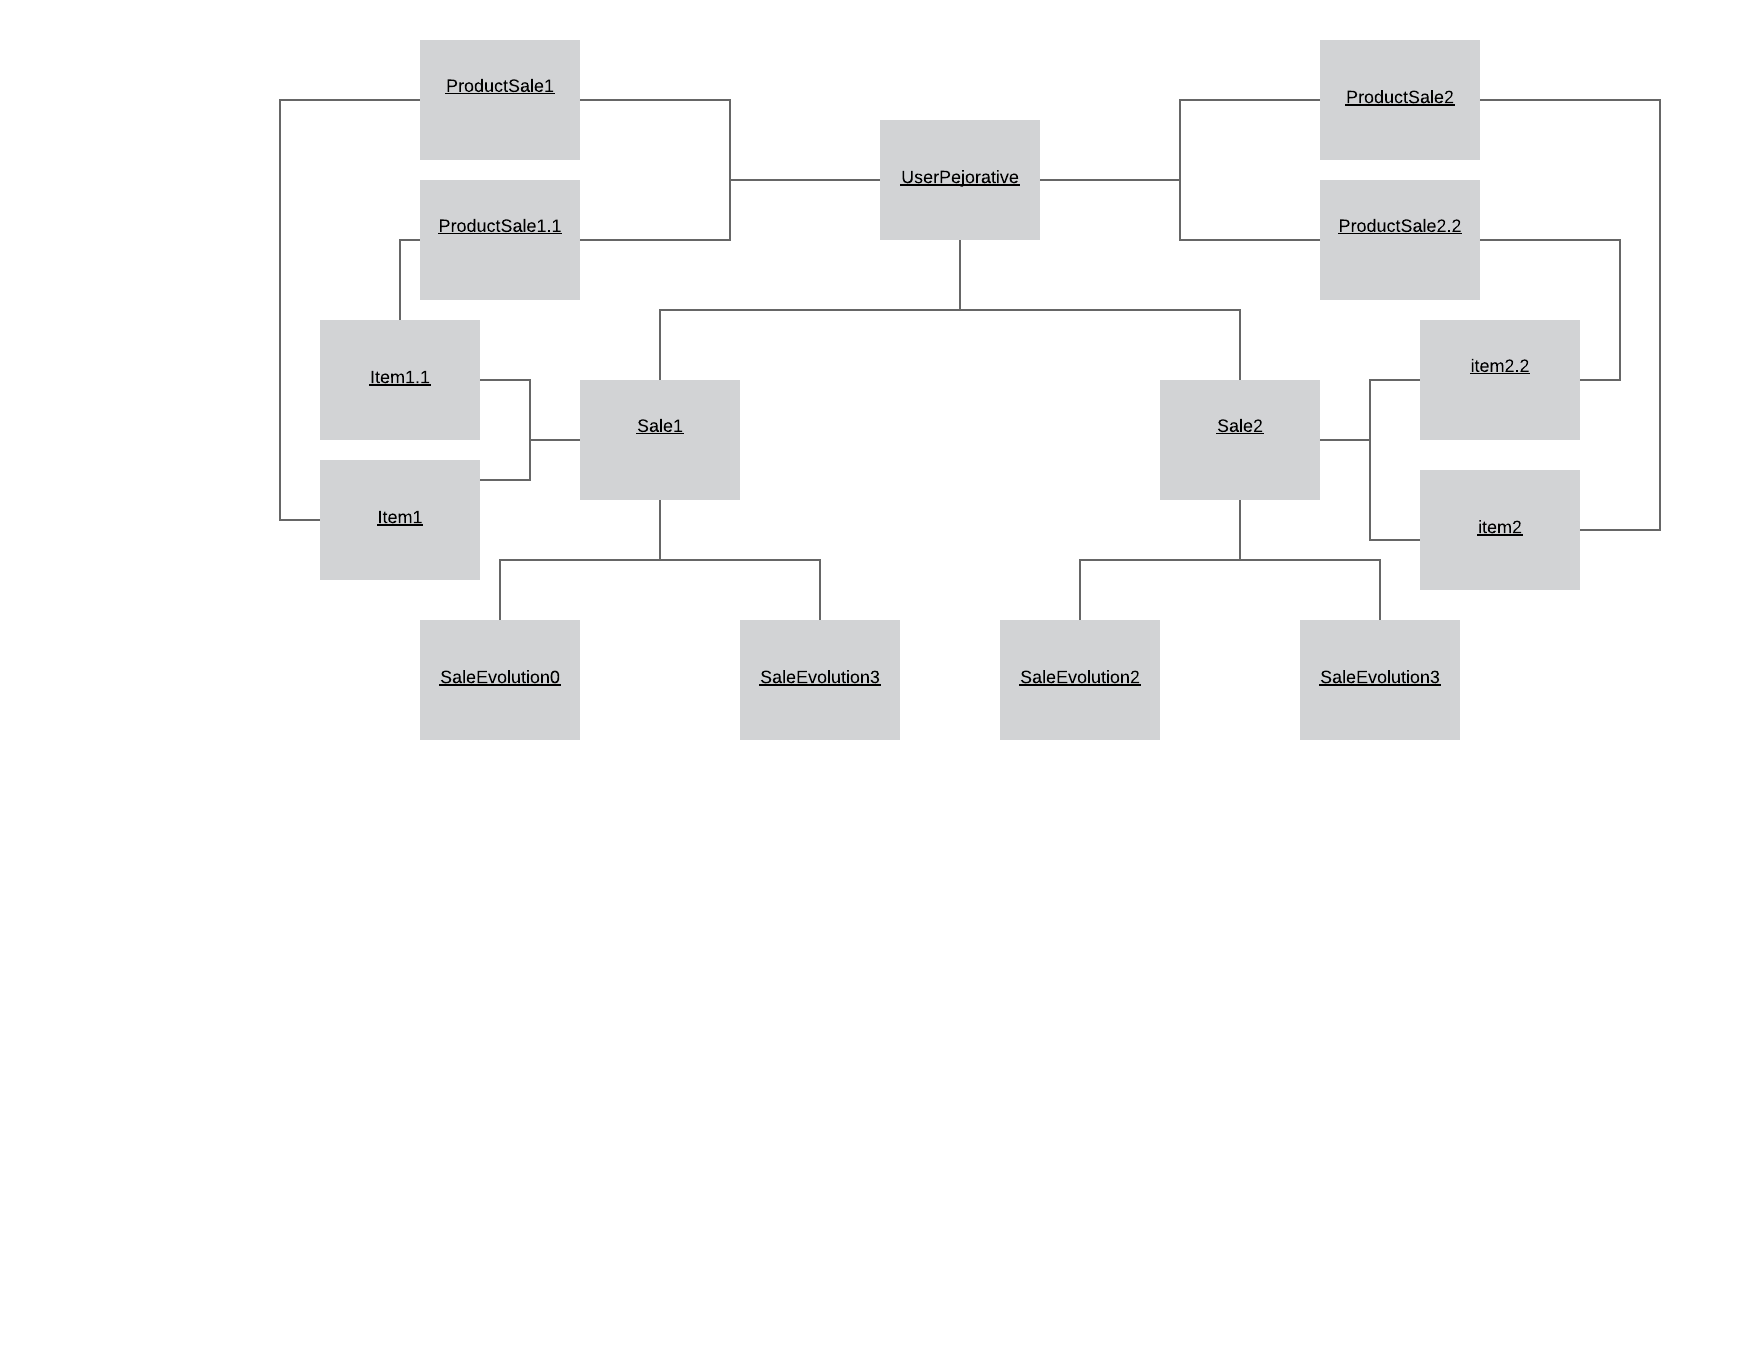 ProductSale1
ProductSale2
UserPejorative
ProductSale1.1
ProductSale2.2
Item1.1
item2.2
Sale1
Sale2
Item1
item2
SaleEvolution0
SaleEvolution3
SaleEvolution2
SaleEvolution3